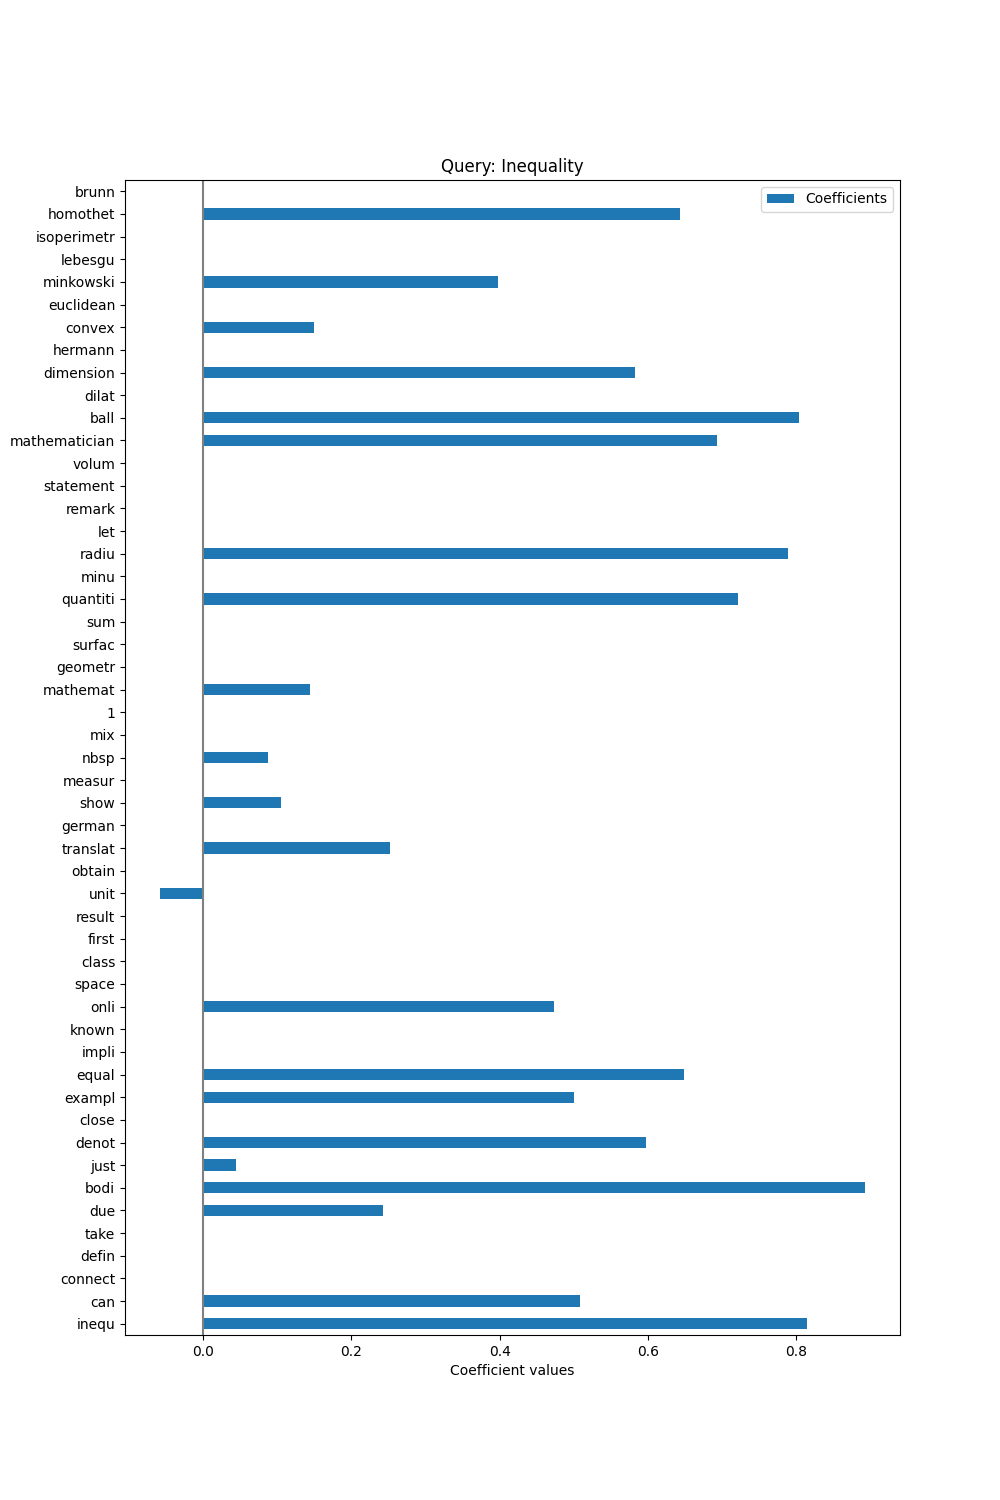 Query: Inequality
Coefficients
brunn
homothet
isoperimetr
lebesgu
minkowski
euclidean
convex
hermann
dimension
dilat
ball
mathematician
volum
statement
remark
let
radiu
minu
quantiti
sum
surfac
geometr
mathemat
1
mix
nbsp
measur
show
german
translat
obtain
unit
result
first
class
space
onli
known
impli
equal
exampl
close
denot
just
bodi
due
take
defin
connect
can
inequ
0.0 0.2 0.4 0.6 0.8
Coefficient values